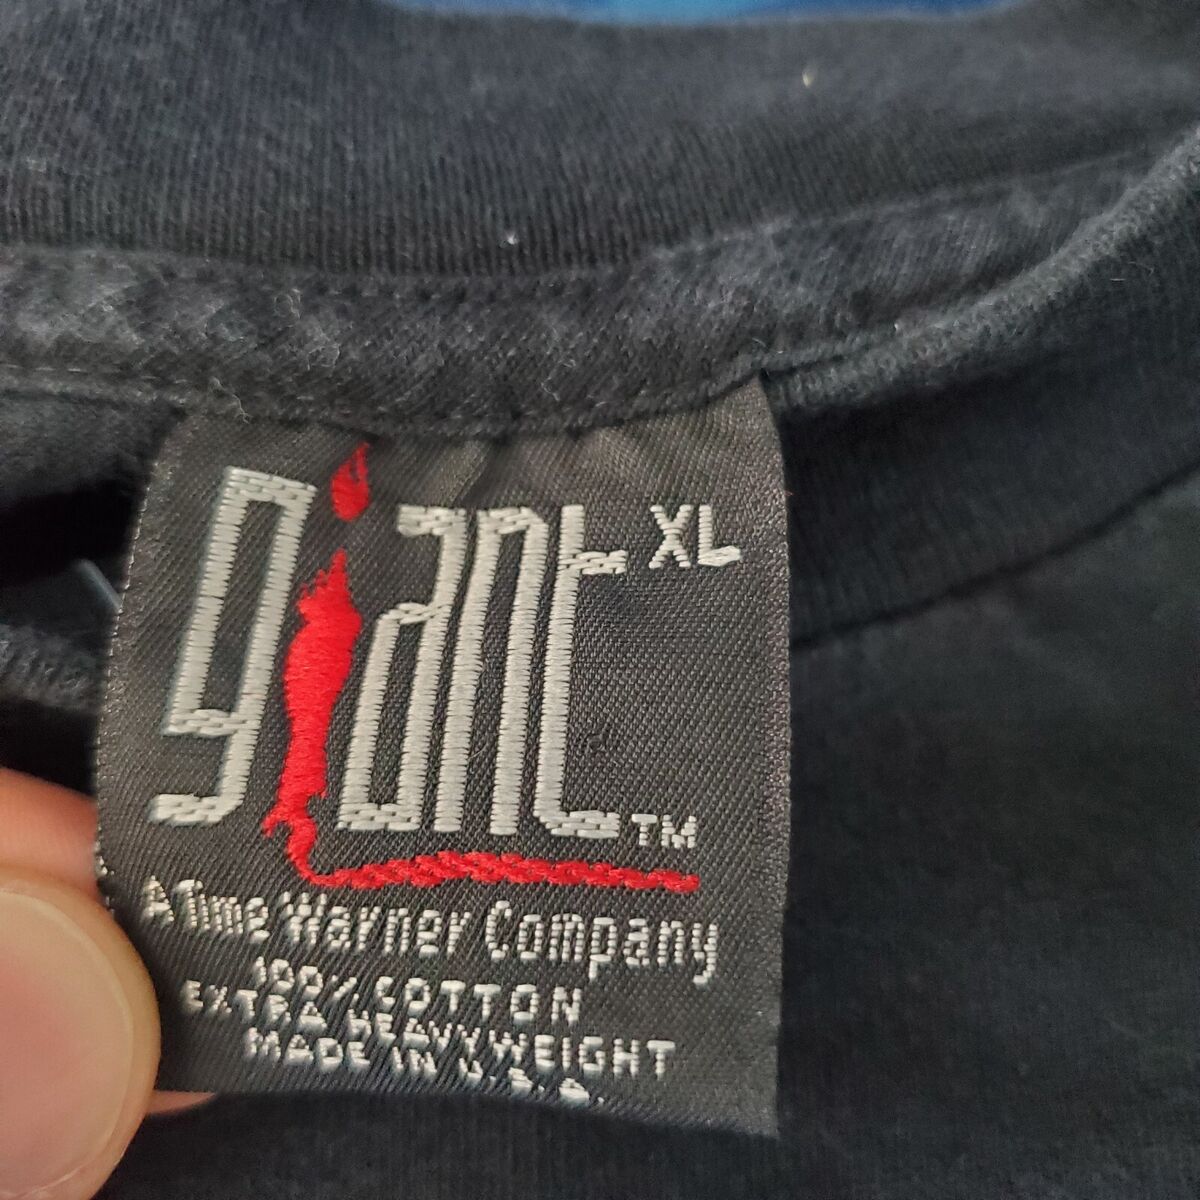 giant XL
TM
A Time Warner Company
100% COTTON
EXTRA HEAVYWEIGHT
MADE IN U.S.A.